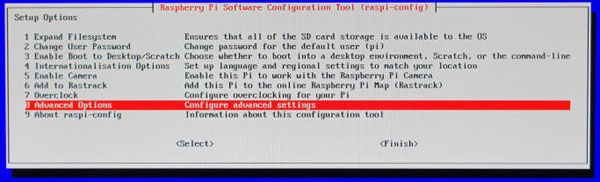 Raspberry Pi Software Configuration Tool (raspi-config)
Setup Options
1 Expand Filesystem Ensures that all of the SD card storage is available to the OS
2 Change User Password Change password for the default user (pi)
3 Enable Boot to Desktop/Scratch Choose whether to boot into a desktop environment, Scratch, or the command-line
4 Internationalisation Options Set up language and regional settings to match your location
5 Enable Camera Enable this Pi to work with the Raspberry Pi Camera
6 Add to Rastrack Add this Pi to the online Raspberry Pi Map (Rastrack)
7 Overclock Configure overclocking for your Pi
8 Advanced Options Configure advanced settings
9 About raspi-config Information about this configuration tool
<Select> <Finish>